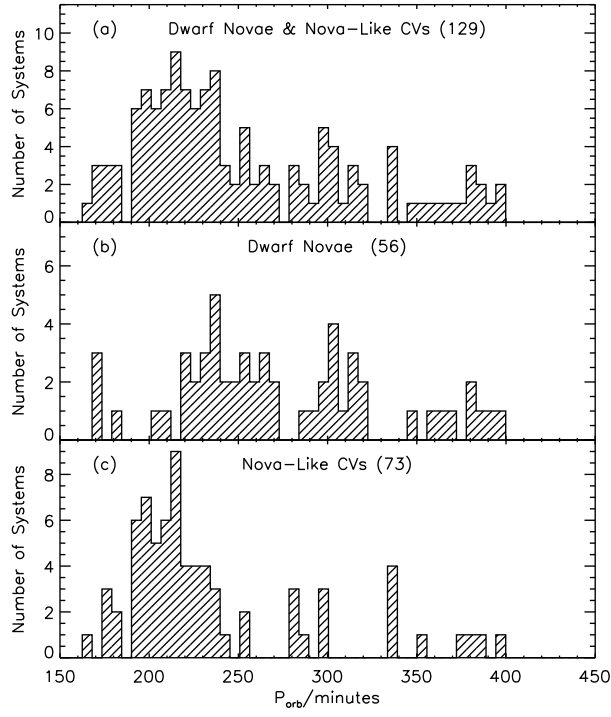 (a) Dwarf Novae & Nova-Like CVs (129)
Number of Systems
10
8
6
4
2
0
(b) Dwarf Novae (56)
Number of Systems
6
4
2
0
(c) Nova-Like CVs (73)
Number of Systems
8
6
4
2
0
150 200 250 300 350 400 450
Porb/minutes